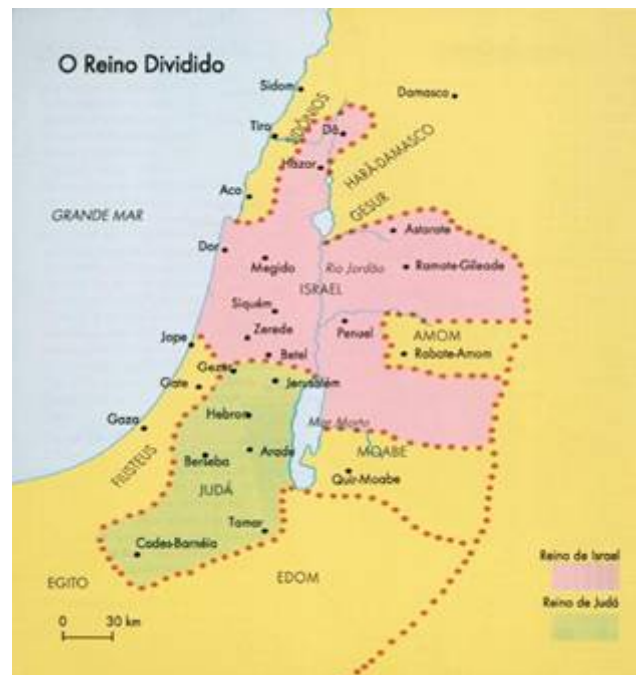 O Reino Dividido
Sidom
Damasco
SIDÔNIOS
Tiro
Dã
HARÃ-DAMASCO
Hazor
Aco
GESUR
GRANDE MAR
Astarote
Dor
Megido
Rio Jordão
Ramote-Gileade
ISRAEL
Siquém
Zerede
Penuel
AMOM
Jope
Betel
Rabate-Amom
Gezer
Gate
Jerusalém
Hebrom
Gaza
Mar Morto
FILISTEUS
Arade
MOABE
Berseba
Quir-Moabe
JUDÁ
Tamar
Cades-Barnéia
Reino de Israel
EGITO
EDOM
Reino de Judá
0 30 km